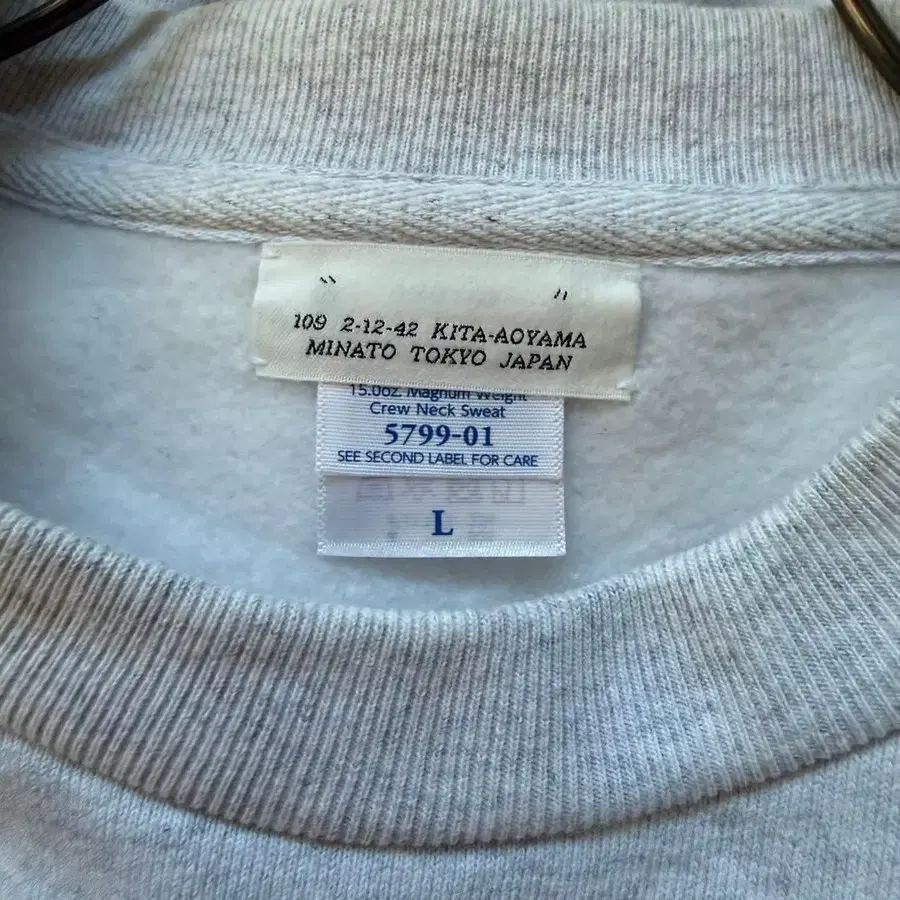 " "
109 2-12-42 KITA-AOYAMA
MINATO TOKYO JAPAN
15.0oz. Magnum Weight
Crew Neck Sweat
5799-01
SEE SECOND LABEL FOR CARE
L